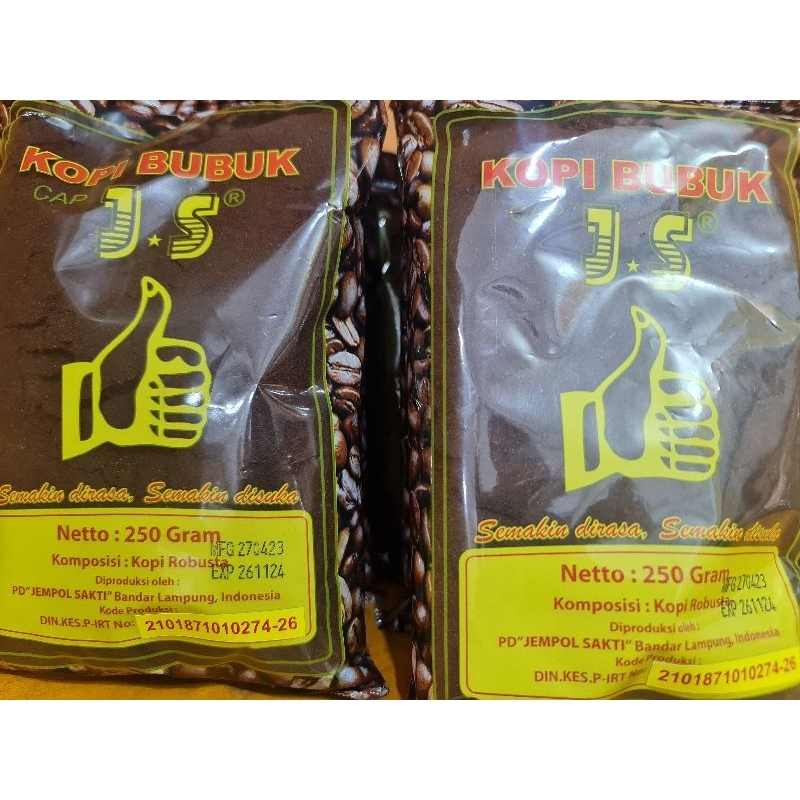 KOPI BUBUK
CAP
J.S®
Semakin dirasa, Semakin disuka
Netto : 250 Gram
MFG 270423
Komposisi : Kopi Robusta
EXP 261124
Diproduksi oleh :
PD"JEMPOL SAKTI" Bandar Lampung, Indonesia
Kode Produksi :
DIN.KES.P-IRT No: 2101871010274-26
KOPI BUBUK
J.S®
Semakin dirasa, Semakin disuka
Netto : 250 Gram
MFG 270423
Komposisi : Kopi Robusta
EXP 261124
Diproduksi oleh :
PD"JEMPOL SAKTI" Bandar Lampung, Indonesia
Kode Produksi :
DIN.KES.P-IRT No: 2101871010274-26